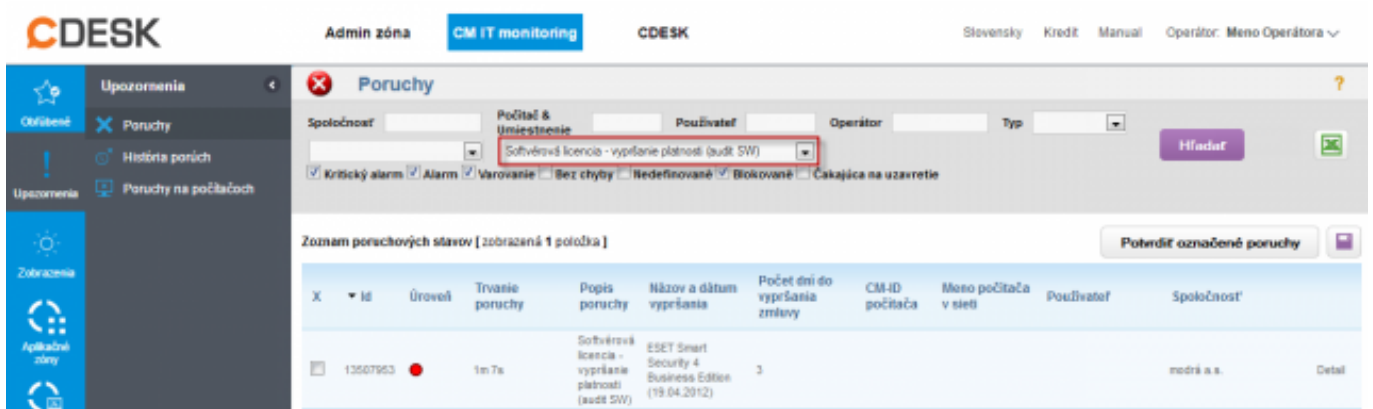 CDESK
Admin zóna
CM IT monitoring
CDESK
Slovensky
Kredit
Manual
Operátor: Meno Operátora
Obľúbené
Upozornenia
Zobrazenia
Aplikačné
zóny
Upozornenia
Poruchy
História porúch
Poruchy na počítačoch
Poruchy
?
Spoločnosť
Počítač &
Umiestnenie
Používateľ
Operátor
Typ
Hľadať
Softvérová licencia - vypršanie platnosti (audit SW)
Kritický alarm
Alarm
Varovanie
Bez chyby
Nedefinované
Blokované
Čakajúca na uzavretie
Zoznam poruchových stavov [ zobrazená 1 položka ]
Potvrdiť označené poruchy
X
Id
Úroveň
Trvanie
poruchy
Popis
poruchy
Názov a dátum
vypršania
Počet dní do
vypršania
zmluvy
CM-ID
počítača
Meno počítača
v sieti
Používateľ
Spoločnosť
13507953
1m 7s
Softvérová
licencia -
vypršanie
platnosti
(audit SW)
ESET Smart
Security 4
Business Edition
(19.04.2012)
3
modrá a.s.
Detail